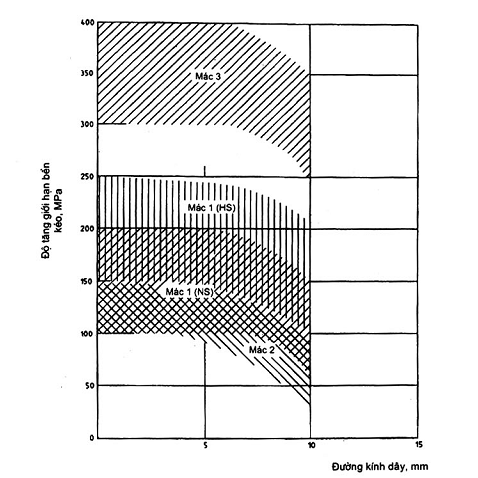 400
350
Mác 3
300
250
Mác 1 (HS)
200
150
Mác 1 (NS)
100
Mác 2
50
0
5
10
15
Độ tăng giới hạn bền
kéo, MPa
Đường kính dây, mm